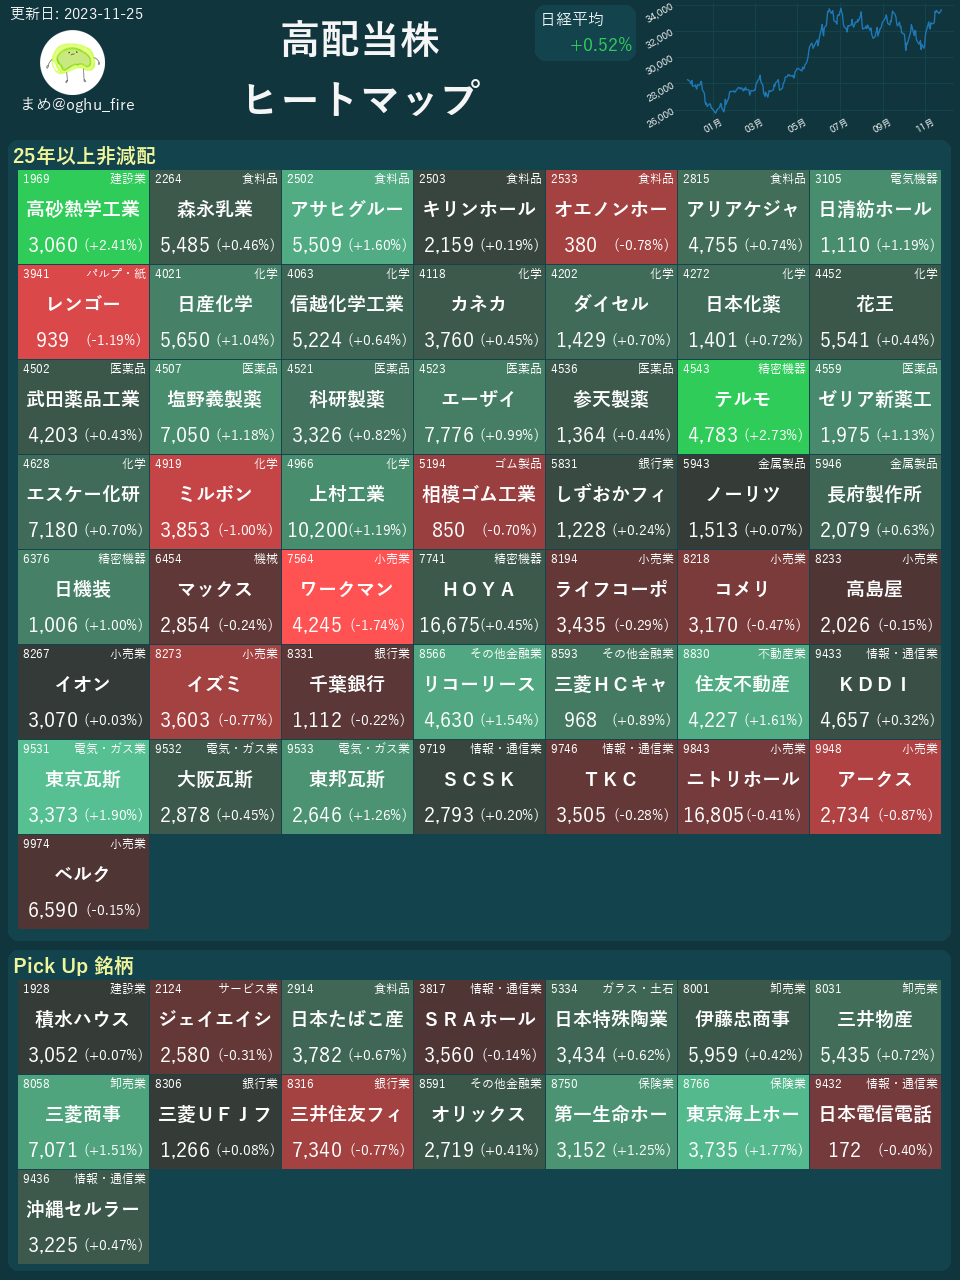 更新日: 2023-11-25
まめ@oghu_fire
高配当株
ヒートマップ
日経平均
+0.52%
34,000
32,000
30,000
28,000
26,000
01月 03月 05月 07月 09月 11月
25年以上非減配
1969 建設業 2264 食料品 2502 食料品 2503 食料品 2533 食料品 2815 食料品 3105 電気機器
高砂熱学工業 森永乳業 アサヒグルー キリンホール オエノンホー アリアケジャ 日清紡ホール
3,060 (+2.41%) 5,485 (+0.46%) 5,509 (+1.60%) 2,159 (+0.19%) 380 (-0.78%) 4,755 (+0.74%) 1,110 (+1.19%)
3941 パルプ・紙 4021 化学 4063 化学 4118 化学 4202 化学 4272 化学 4452 化学
レンゴー 日産化学 信越化学工業 カネカ ダイセル 日本化薬 花王
939 (-1.19%) 5,650 (+1.04%) 5,224 (+0.64%) 3,760 (+0.45%) 1,429 (+0.70%) 1,401 (+0.72%) 5,541 (+0.44%)
4502 医薬品 4507 医薬品 4521 医薬品 4523 医薬品 4536 医薬品 4543 精密機器 4559 医薬品
武田薬品工業 塩野義製薬 科研製薬 エーザイ 参天製薬 テルモ ゼリア新薬工
4,203 (+0.43%) 7,050 (+1.18%) 3,326 (+0.82%) 7,776 (+0.99%) 1,364 (+0.44%) 4,783 (+2.73%) 1,975 (+1.13%)
4628 化学 4919 化学 4966 化学 5194 ゴム製品 5831 銀行業 5943 金属製品 5946 金属製品
エスケー化研 ミルボン 上村工業 相模ゴム工業 しずおかフィ ノーリツ 長府製作所
7,180 (+0.70%) 3,853 (-1.00%) 10,200(+1.19%) 850 (-0.70%) 1,228 (+0.24%) 1,513 (+0.07%) 2,079 (+0.63%)
6376 精密機器 6454 機械 7564 小売業 7741 精密機器 8194 小売業 8218 小売業 8233 小売業
日機装 マックス ワークマン ＨＯＹＡ ライフコーポ コメリ 高島屋
1,006 (+1.00%) 2,854 (-0.24%) 4,245 (-1.74%) 16,675(+0.45%) 3,435 (-0.29%) 3,170 (-0.47%) 2,026 (-0.15%)
8267 小売業 8273 小売業 8331 銀行業 8566 その他金融業 8593 その他金融業 8830 不動産業 9433 情報・通信業
イオン イズミ 千葉銀行 リコーリース 三菱ＨＣキャ 住友不動産 ＫＤＤＩ
3,070 (+0.03%) 3,603 (-0.77%) 1,112 (-0.22%) 4,630 (+1.54%) 968 (+0.89%) 4,227 (+1.61%) 4,657 (+0.32%)
9531 電気・ガス業 9532 電気・ガス業 9533 電気・ガス業 9719 情報・通信業 9746 情報・通信業 9843 小売業 9948 小売業
東京瓦斯 大阪瓦斯 東邦瓦斯 ＳＣＳＫ ＴＫＣ ニトリホール アークス
3,373 (+1.90%) 2,878 (+0.45%) 2,646 (+1.26%) 2,793 (+0.20%) 3,505 (-0.28%) 16,805(-0.41%) 2,734 (-0.87%)
9974 小売業
ベルク
6,590 (-0.15%)
Pick Up 銘柄
1928 建設業 2124 サービス業 2914 食料品 3817 情報・通信業 5334 ガラス・土石 8001 卸売業 8031 卸売業
積水ハウス ジェイエイシ 日本たばこ産 ＳＲＡホール 日本特殊陶業 伊藤忠商事 三井物産
3,052 (+0.07%) 2,580 (-0.31%) 3,782 (+0.67%) 3,560 (-0.14%) 3,434 (+0.62%) 5,959 (+0.42%) 5,435 (+0.72%)
8058 卸売業 8306 銀行業 8316 銀行業 8591 その他金融業 8750 保険業 8766 保険業 9432 情報・通信業
三菱商事 三菱ＵＦＪフ 三井住友フィ オリックス 第一生命ホー 東京海上ホー 日本電信電話
7,071 (+1.51%) 1,266 (+0.08%) 7,340 (-0.77%) 2,719 (+0.41%) 3,152 (+1.25%) 3,735 (+1.77%) 172 (-0.40%)
9436 情報・通信業
沖縄セルラー
3,225 (+0.47%)